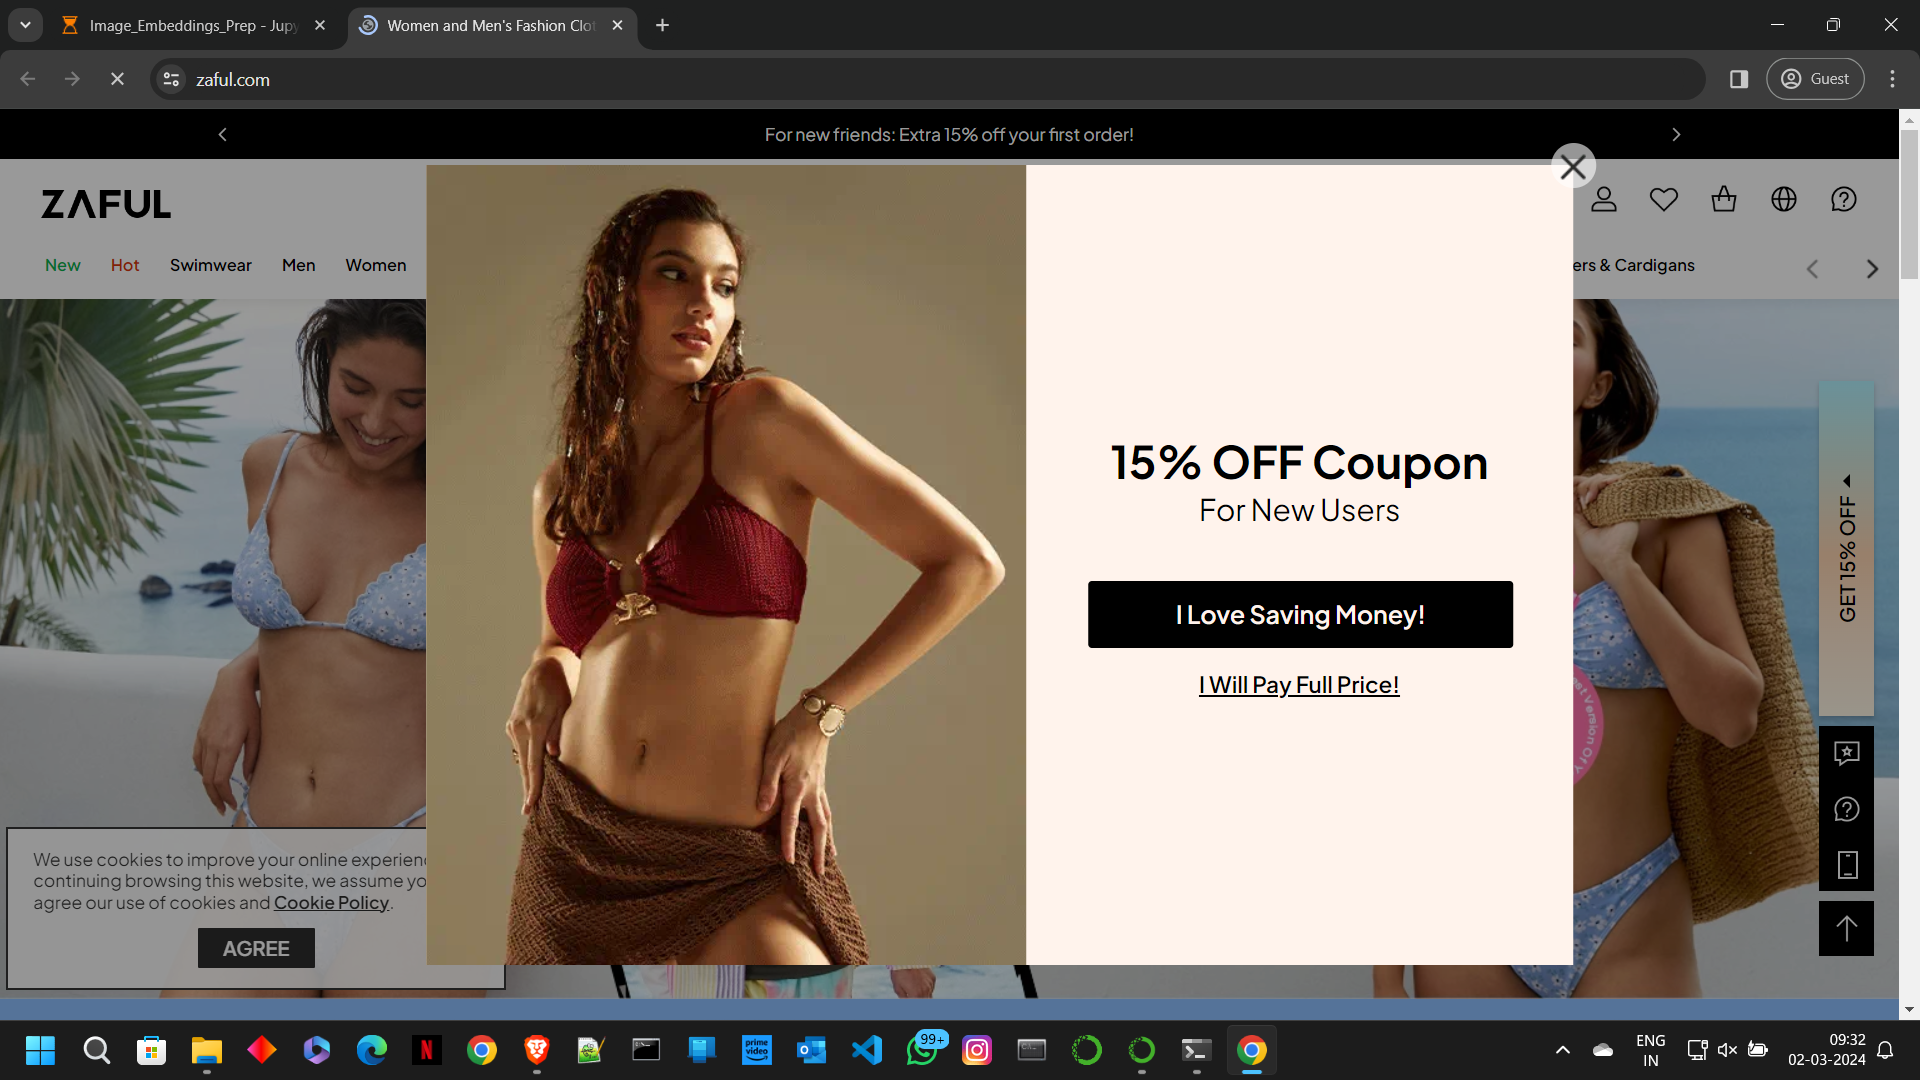 Image_Embeddings_Prep - Jupy
Women and Men's Fashion Clot
zaful.com
Guest
For new friends: Extra 15% off your first order!
ZAFUL
New
Hot
Swimwear
Men
Women
ers & Cardigans
15% OFF Coupon
For New Users
I Love Saving Money!
I Will Pay Full Price!
GET 15% OFF
We use cookies to improve your online experien
continuing browsing this website, we assume yo
agree our use of cookies and Cookie Policy.
AGREE
prime
video
99+
ENG
IN
09:32
02-03-2024